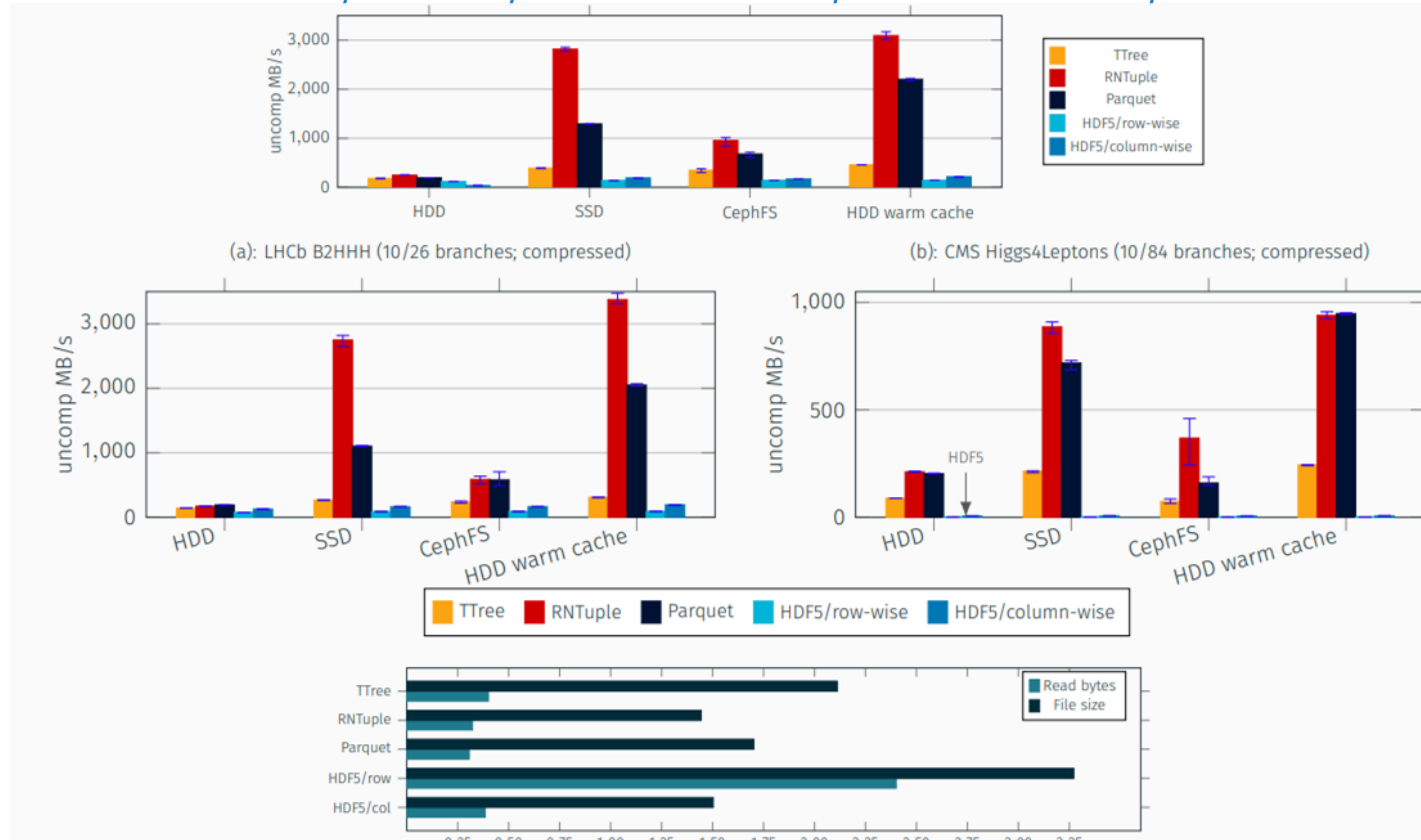 3,000
2,000
1,000
0
uncomp MB/s
HDD SSD CephFS HDD warm cache
TTree
RNTuple
Parquet
HDF5/row-wise
HDF5/column-wise
(a): LHCb B2HHH (10/26 branches; compressed)
3,000
2,000
1,000
0
uncomp MB/s
HDD SSD CephFS HDD warm cache
(b): CMS Higgs4Leptons (10/84 branches; compressed)
1,000
500
0
uncomp MB/s
HDF5
HDD SSD CephFS HDD warm cache
TTree RNTuple Parquet HDF5/row-wise HDF5/column-wise
TTree
RNTuple
Parquet
HDF5/row
HDF5/col
Read bytes
File size